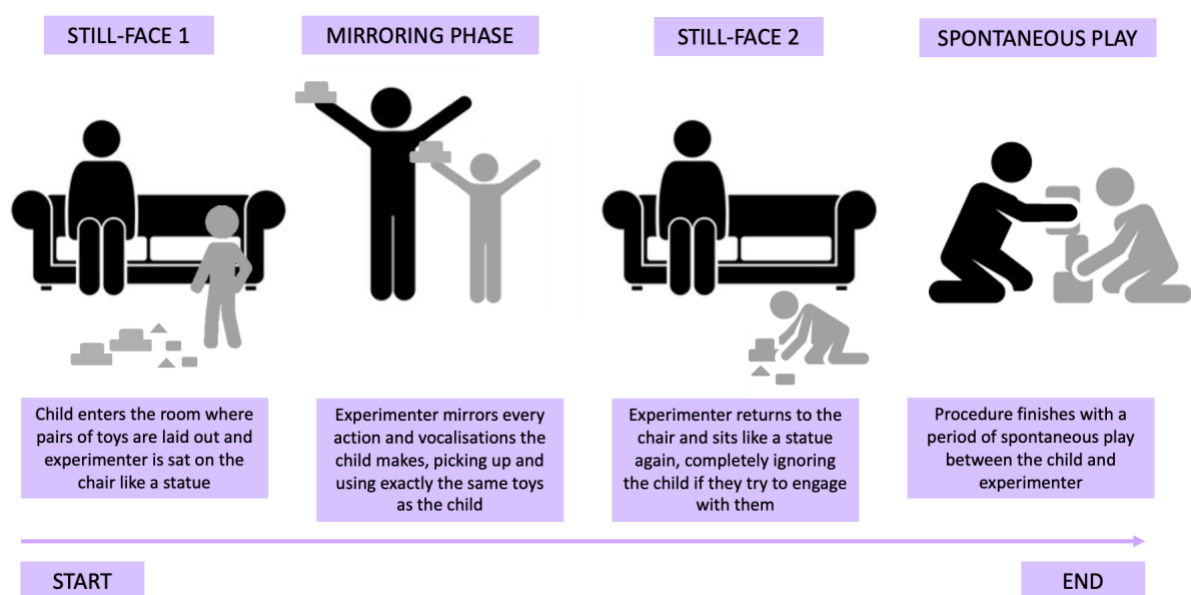 STILL-FACE 1
MIRRORING PHASE
STILL-FACE 2
SPONTANEOUS PLAY
Child enters the room where
pairs of toys are laid out and
experimenter is sat on the
chair like a statue
Experimenter mirrors every
action and vocalisations the
child makes, picking up and
using exactly the same toys
as the child
Experimenter returns to the
chair and sits like a statue
again, completely ignoring
the child if they try to engage
with them
Procedure finishes with a
period of spontaneous play
between the child and
experimenter
START
END